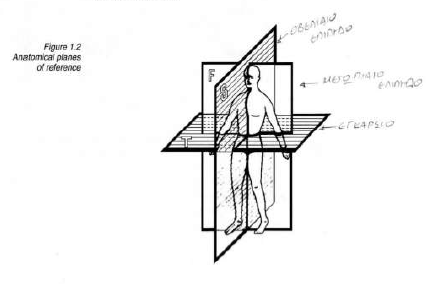 Figure 1.2
Anatomical planes
of reference
ΟΒΕΛΙΑΙΟ
ΕΠΙΠΕΔΟ
F
S
ΜΕΤΩΠΙΑΙΟ
ΕΠΙΠΕΔΟ
ΕΓΚΑΡΣΙΟ
T